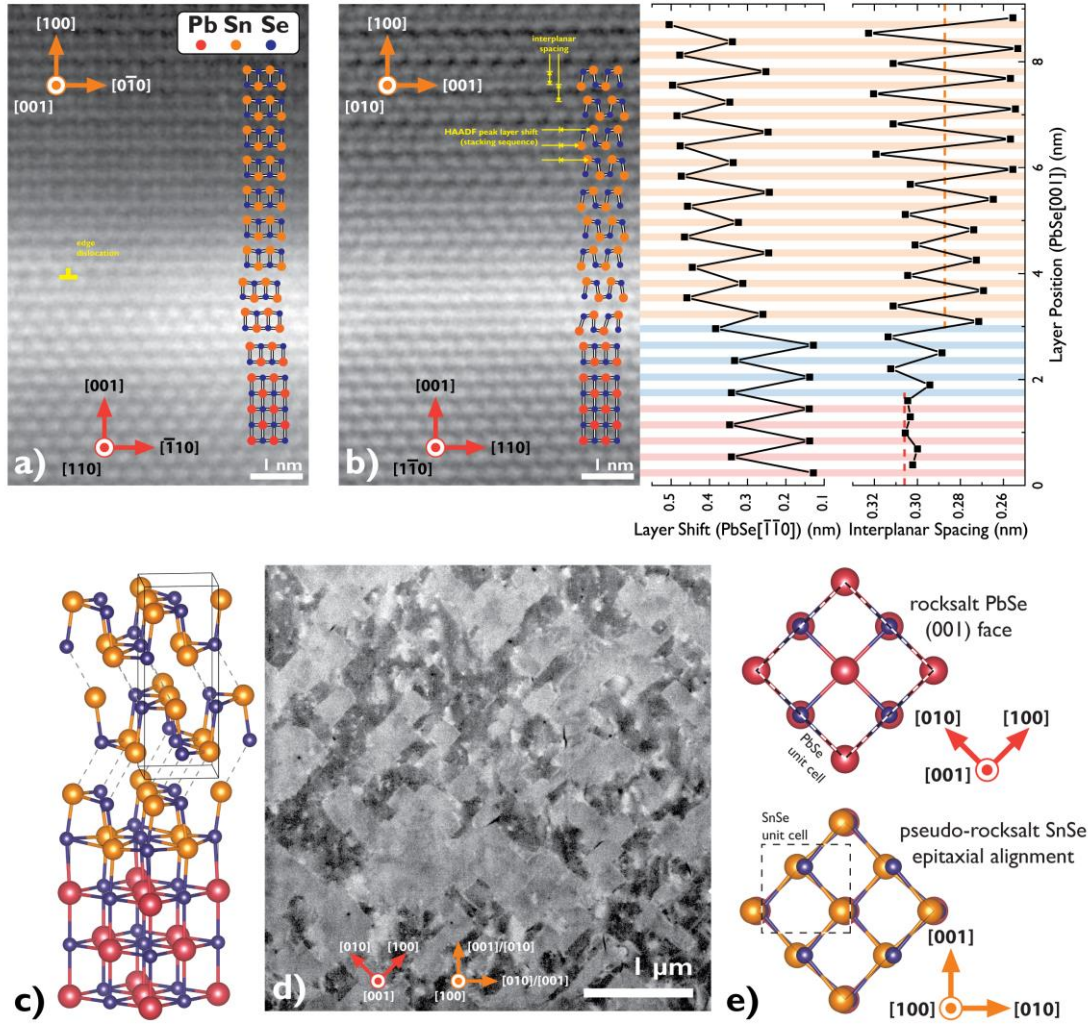 [100]
[01̄0]
[001]
Pb Sn Se
edge
dislocation
[001]
[1̄10]
[110]
a)
1 nm
[100]
[001]
[010]
interplanar
spacing
HAADF peak layer shift
(stacking sequence)
[001]
[110]
[11̄0]
b)
1 nm
0.5 0.4 0.3 0.2 0.1
Layer Shift (PbSe[1̄1̄0]) (nm)
0.32 0.30 0.28 0.26
Interplanar Spacing (nm)
8
6
4
2
0
Layer Position (PbSe[001]) (nm)
c)
[010]
[100]
[001]
[001]/[010]
[010]/[001]
[100]
1 μm
d)
rocksalt PbSe
(001) face
PbSe
unit cell
[010]
[100]
[001]
SnSe
unit cell
pseudo-rocksalt SnSe
epitaxial alignment
[001]
[100]
[010]
e)